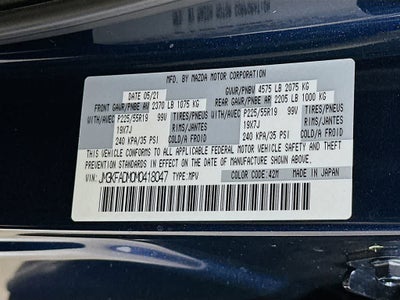 MFD. BY MAZDA MOTOR CORPORATION
DATE 05/21 GVWR/PNBV 4575 LB 2075 KG
FRONT GAWR/PNBE AV 2370 LB 1075 KG REAR GAWR/PNBE AR 2205 LB 1000 KG
WITH/AVEC P225/55R19 99V TIRES/PNEUS WITH/AVEC P225/55R19 99V TIRES/PNEUS
19X7J RIMS/JANTES 19X7J RIMS/JANTES
240 KPA/35 PSI COLD/A FROID 240 KPA/35 PSI COLD/A FROID
THIS VEHICLE CONFORMS TO ALL APPLICABLE FEDERAL MOTOR VEHICLE SAFETY, BUMPER, AND THEFT
PREVENTION STANDARDS IN EFFECT ON THE DATE OF MANUFACTURE SHOWN ABOVE.
VIN: JM3KFADM0M0418047 TYPE:MPV COLOR CODE:42M MADE IN JAPAN